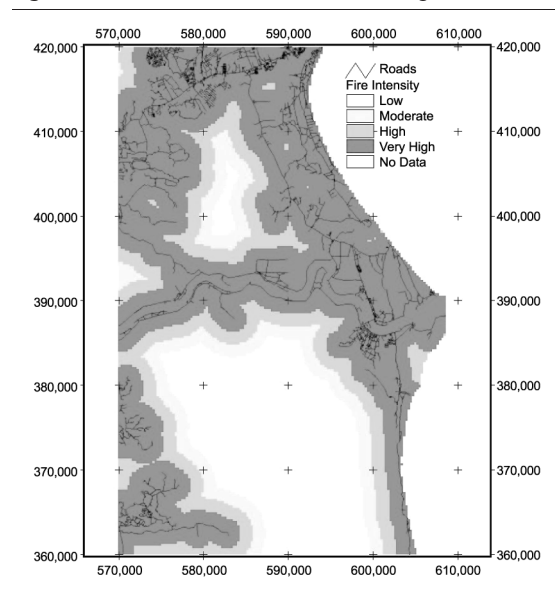 570,000 580,000 590,000 600,000 610,000
420,000 420,000
Roads
Fire Intensity
Low
Moderate
High
Very High
No Data
410,000 410,000
400,000 400,000
390,000 390,000
380,000 380,000
370,000 370,000
360,000 360,000
570,000 580,000 590,000 600,000 610,000